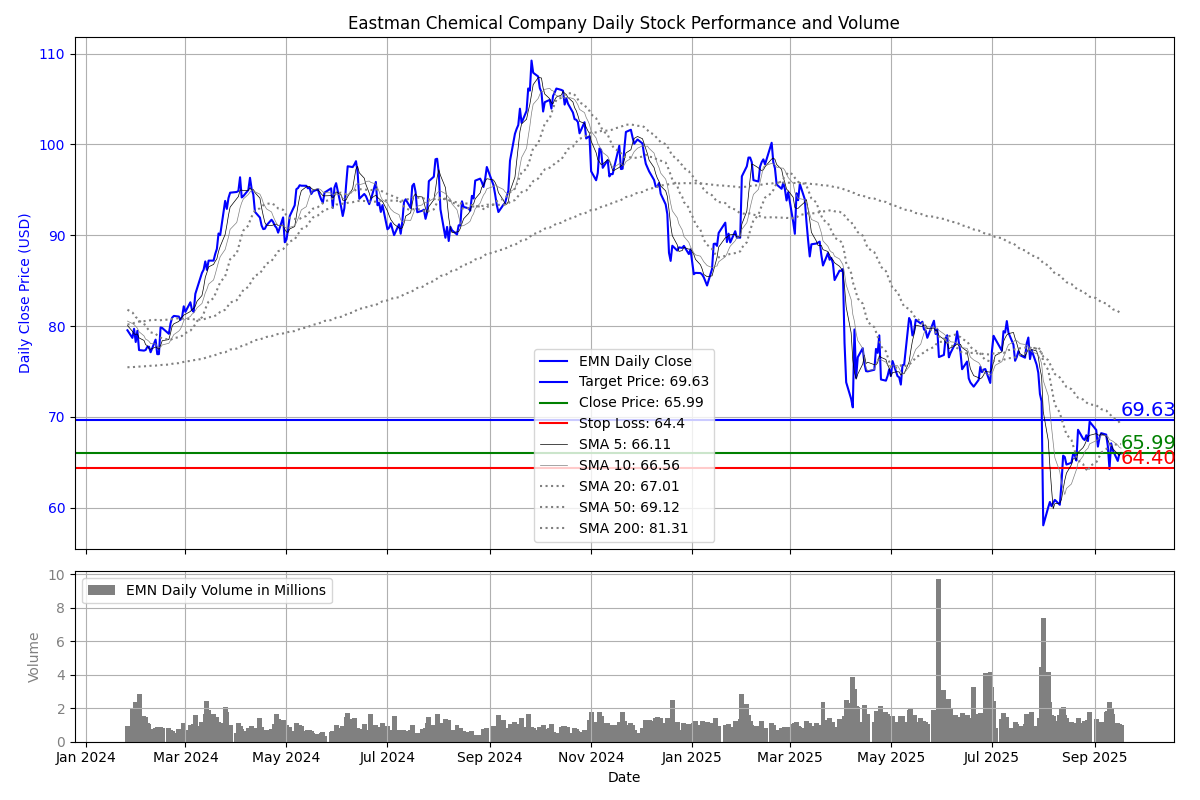 Eastman Chemical Company Daily Stock Performance and Volume
Daily Close Price (USD)
110
100
90
80
70
60
EMN Daily Close
Target Price: 69.63
Close Price: 65.99
Stop Loss: 64.4
SMA 5: 66.11
SMA 10: 66.56
SMA 20: 67.01
SMA 50: 69.12
SMA 200: 81.31
69.63
65.99
64.40
Volume
10
8
6
4
2
0
EMN Daily Volume in Millions
Jan 2024
Mar 2024
May 2024
Jul 2024
Sep 2024
Nov 2024
Jan 2025
Mar 2025
May 2025
Jul 2025
Sep 2025
Date